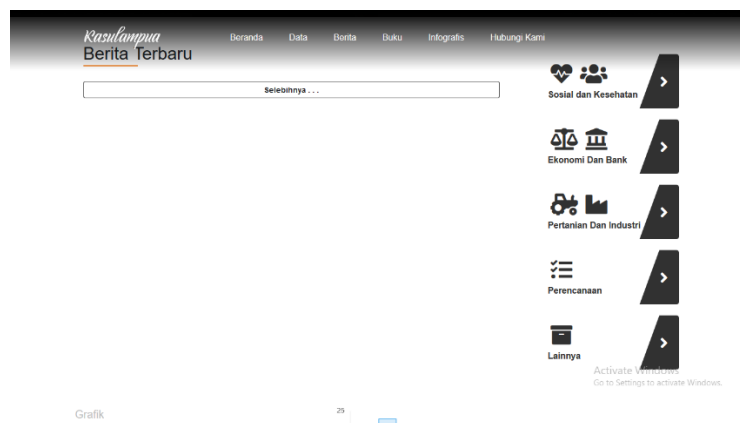 Rasulampua
Beranda Data Berita Buku Infografis Hubungi Kami
Berita Terbaru
Selebihnya . . .
Sosial dan Kesehatan
Ekonomi Dan Bank
Pertanian Dan Industri
Perencanaan
Lainnya
Activate Windows
Go to Settings to activate Windows.
Grafik
25